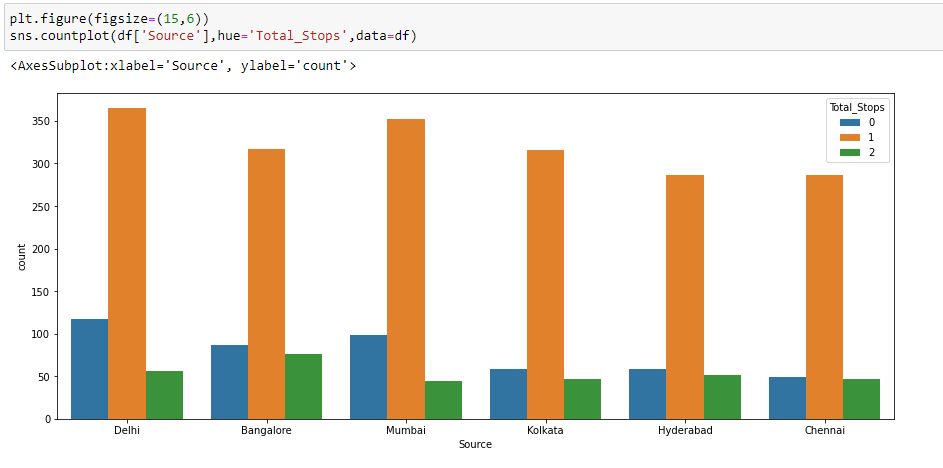 plt.figure(figsize=(15,6))
sns.countplot(df['Source'],hue='Total_Stops',data=df)
<AxesSubplot:xlabel='Source', ylabel='count'>
Total_Stops
0
1
2
350
300
250
200
150
100
50
0
count
Delhi Bangalore Mumbai Kolkata Hyderabad Chennai
Source